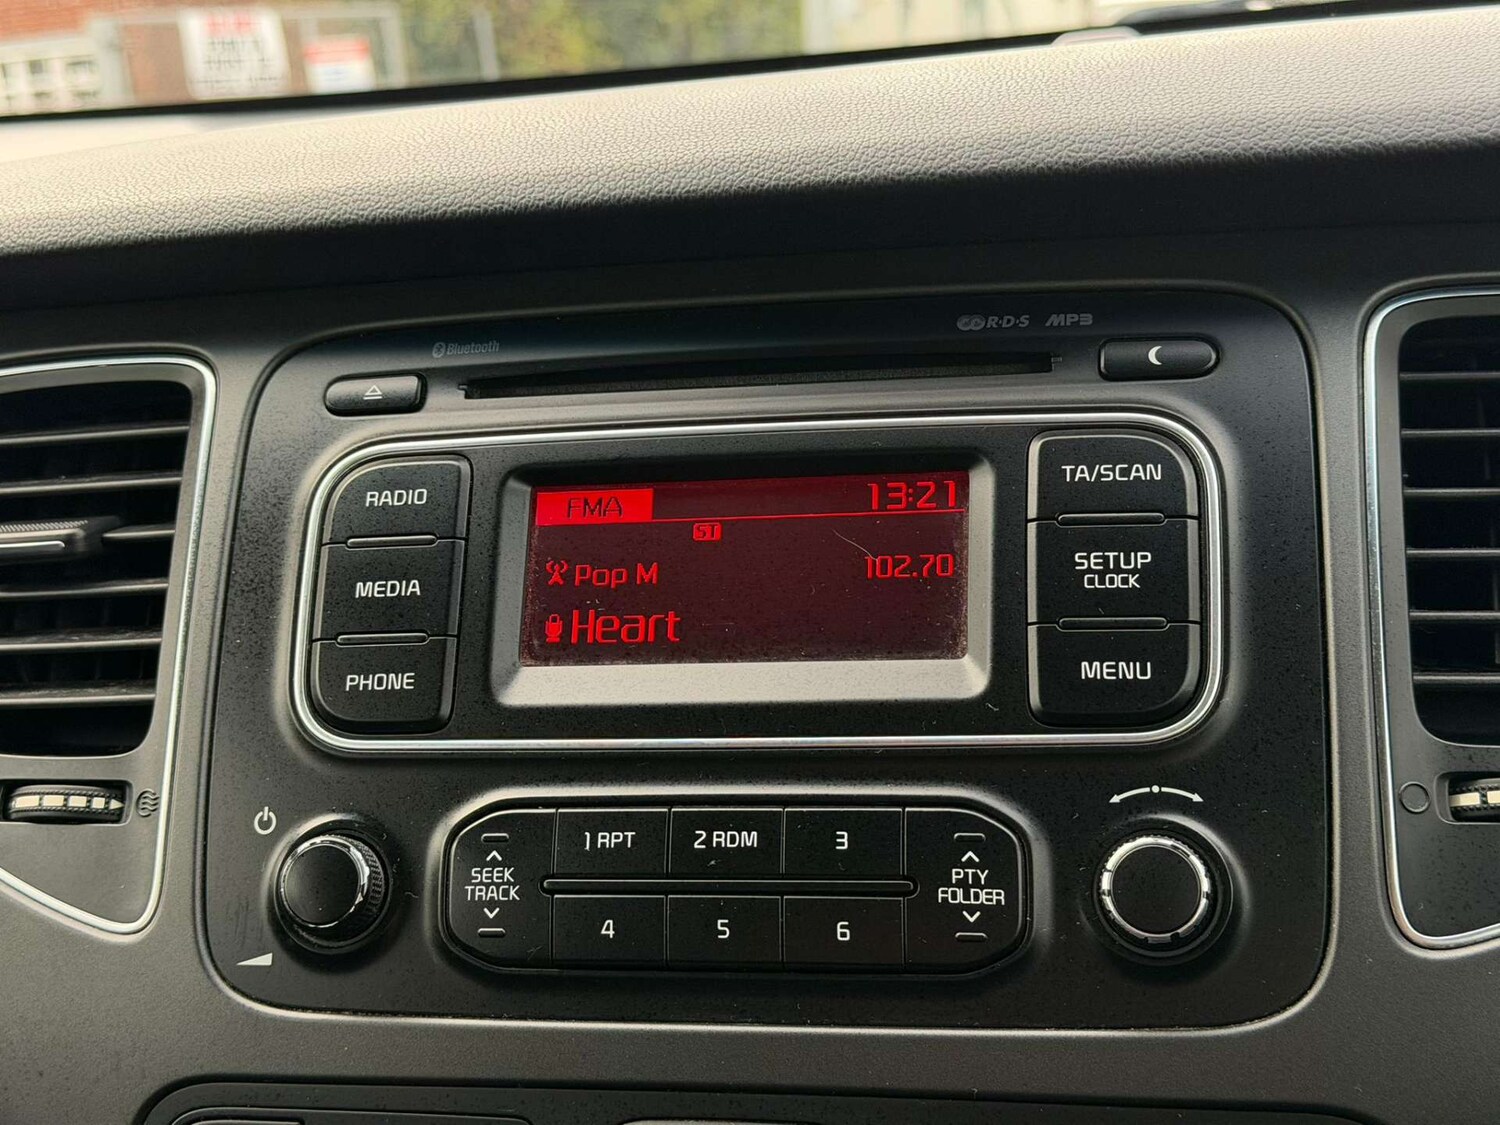 Bluetooth
R·D·S MP3
RADIO
MEDIA
PHONE
FMA 13:21
ST
Pop M 102.70
Heart
TA/SCAN
SETUP
CLOCK
MENU
SEEK
TRACK
1 RPT 2 RDM 3
4 5 6
PTY
FOLDER